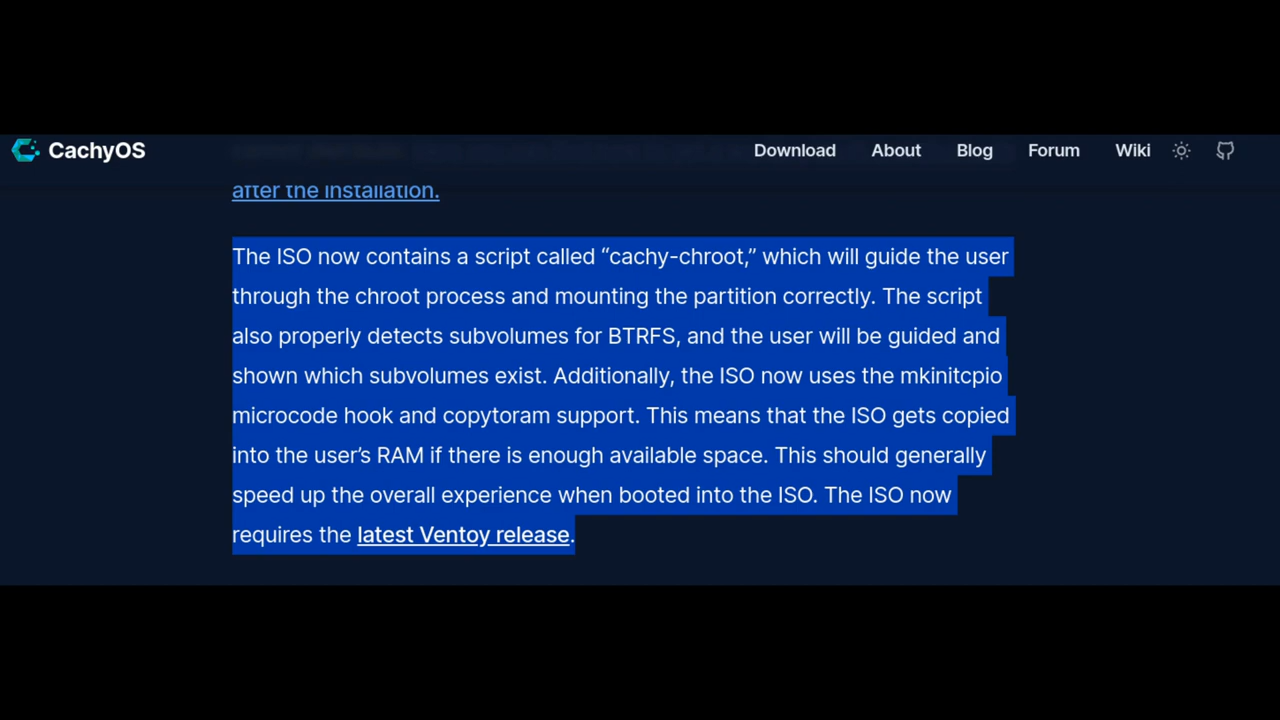 CachyOS
Download About Blog Forum Wiki
after the installation.
The ISO now contains a script called “cachy-chroot,” which will guide the user
through the chroot process and mounting the partition correctly. The script
also properly detects subvolumes for BTRFS, and the user will be guided and
shown which subvolumes exist. Additionally, the ISO now uses the mkinitcpio
microcode hook and copytoram support. This means that the ISO gets copied
into the user’s RAM if there is enough available space. This should generally
speed up the overall experience when booted into the ISO. The ISO now
requires the latest Ventoy release.